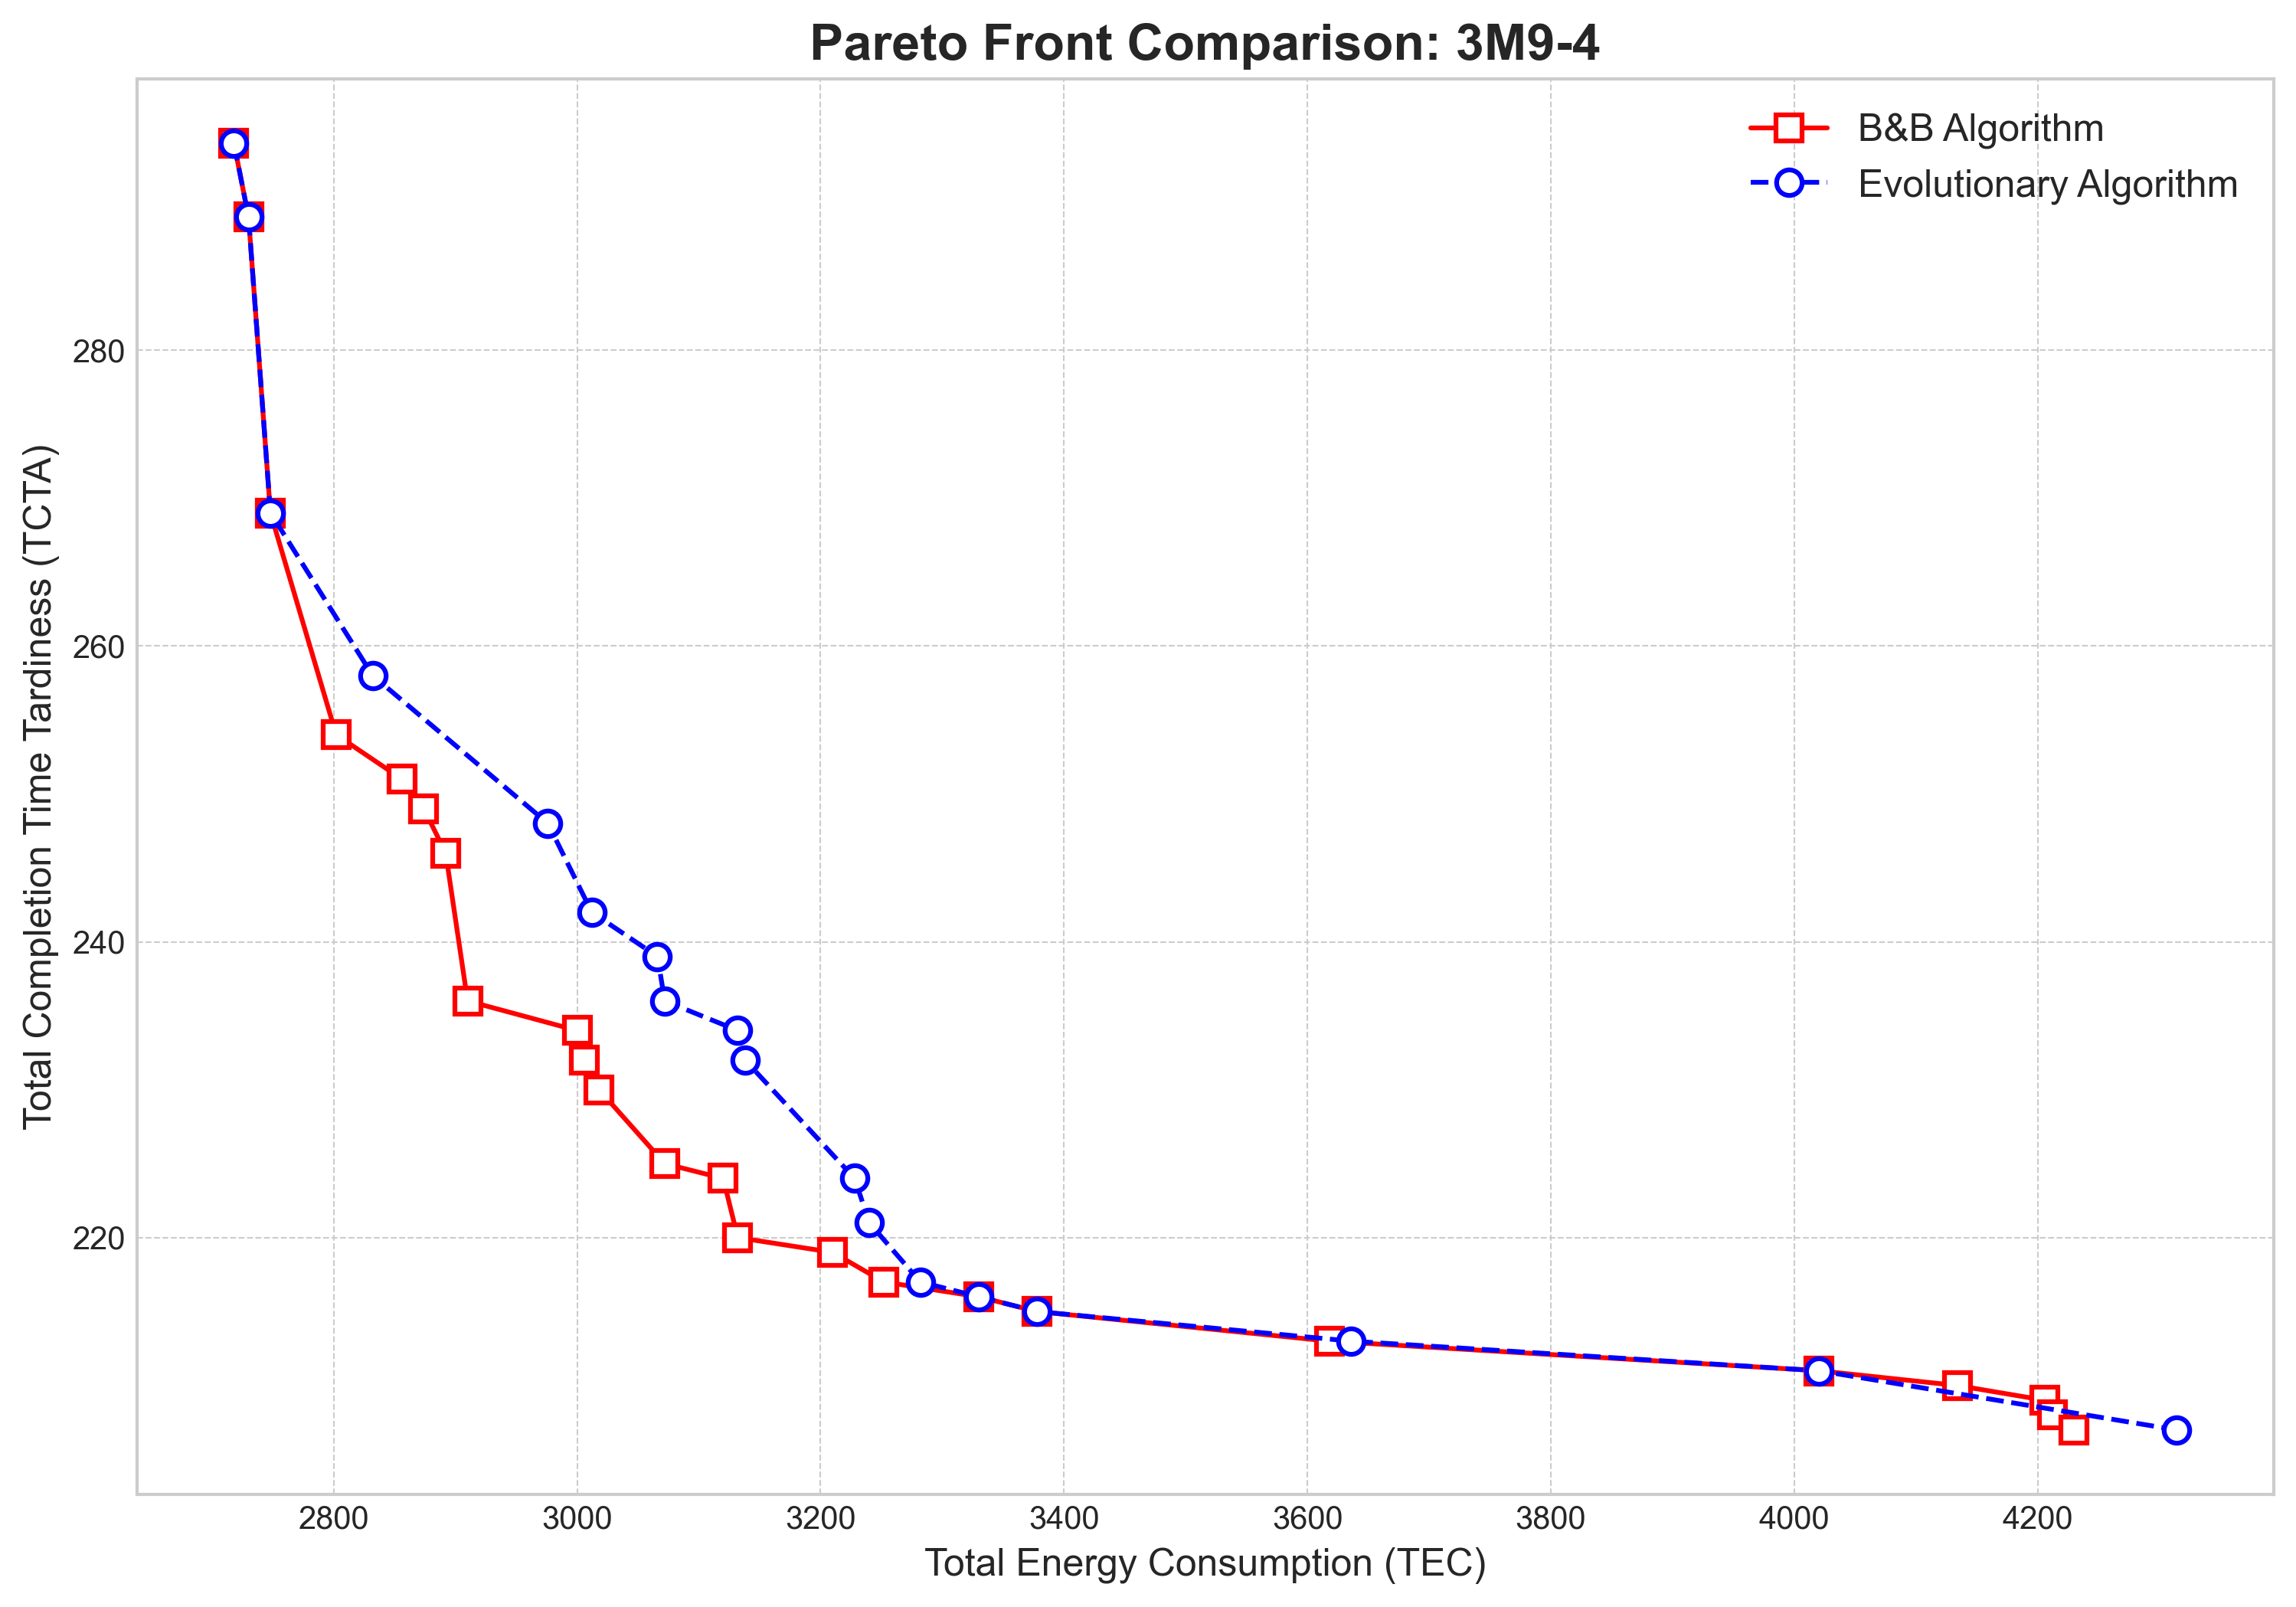 Pareto Front Comparison: 3M9-4
B&B Algorithm
Evolutionary Algorithm
Total Completion Time Tardiness (TCTA)
280
260
240
220
2800 3000 3200 3400 3600 3800 4000 4200
Total Energy Consumption (TEC)